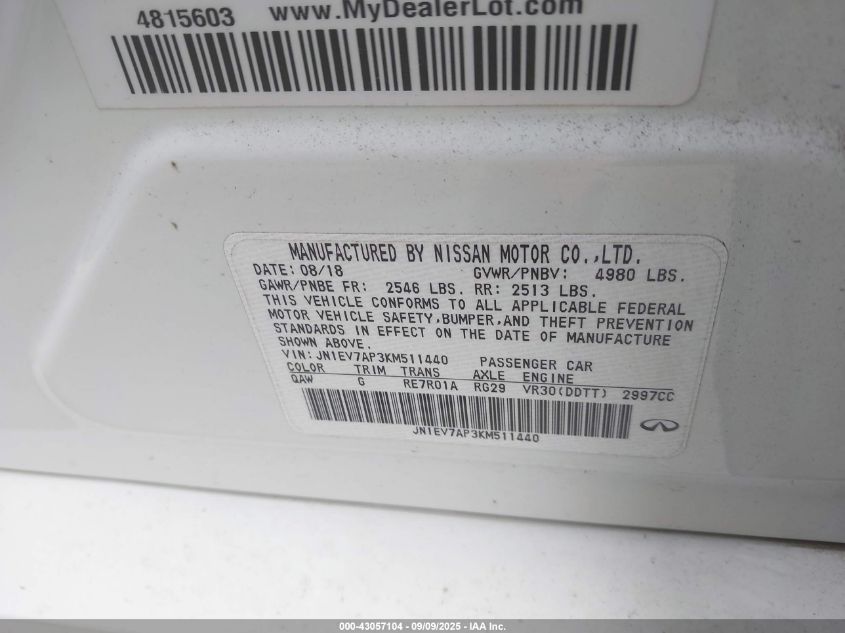 4815603 www.MyDealerLot.com
MANUFACTURED BY NISSAN MOTOR CO.,LTD.
DATE: 08/18 GVWR/PNBV: 4980 LBS.
GAWR/PNBE FR: 2546 LBS. RR: 2513 LBS.
THIS VEHICLE CONFORMS TO ALL APPLICABLE FEDERAL
MOTOR VEHICLE SAFETY,BUMPER,AND THEFT PREVENTION
STANDARDS IN EFFECT ON THE DATE OF MANUFACTURE
SHOWN ABOVE.
VIN: JN1EV7AP3KM511440 PASSENGER CAR
COLOR TRIM TRANS AXLE ENGINE
QAW G RE7R01A RG29 VR30(DDTT) 2997CC
JN1EV7AP3KM511440
000-43057104 - 09/09/2025 - IAA Inc.